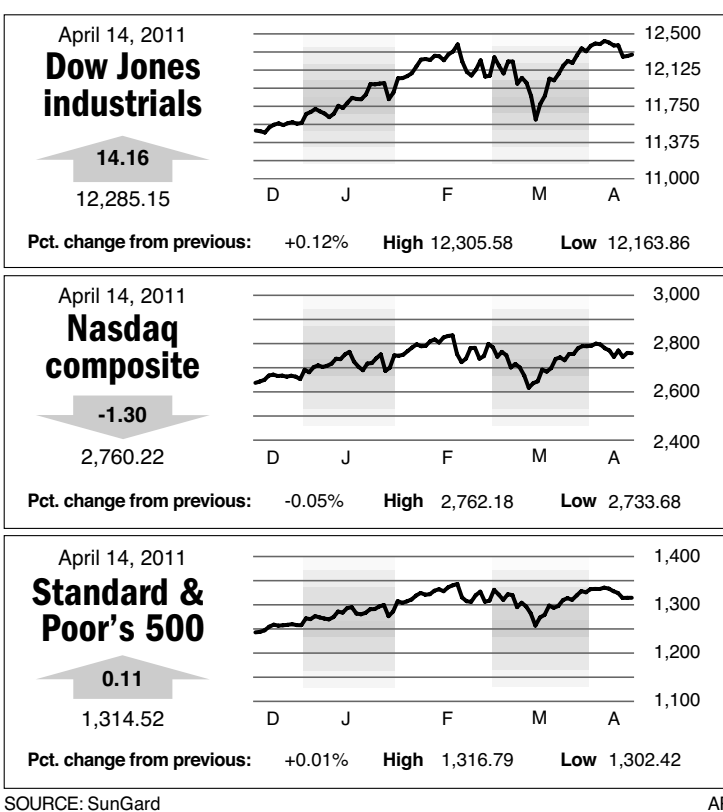 April 14, 2011
Dow Jones
industrials
14.16
12,285.15
12,500
12,125
11,750
11,375
11,000
D J F M A
Pct. change from previous: +0.12% High 12,305.58 Low 12,163.86
April 14, 2011
Nasdaq
composite
-1.30
2,760.22
3,000
2,800
2,600
2,400
D J F M A
Pct. change from previous: -0.05% High 2,762.18 Low 2,733.68
April 14, 2011
Standard &
Poor's 500
0.11
1,314.52
1,400
1,300
1,200
1,100
D J F M A
Pct. change from previous: +0.01% High 1,316.79 Low 1,302.42
SOURCE: SunGard